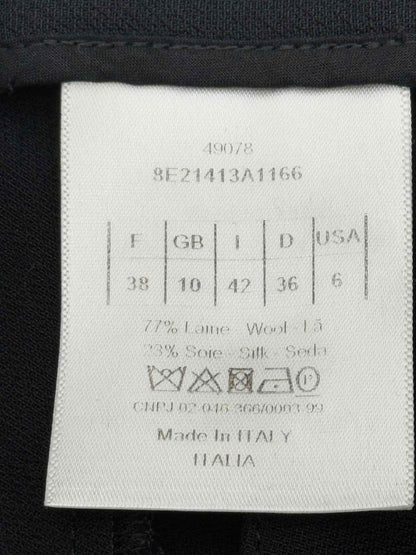 49078
8E21413A1166
F GB I D USA
38 10 42 36 6
77% Laine - Wool - Lã
23% Soie - Silk - Seda
P
CNPJ 02-046-366/0003-99
Made In ITALY
ITALIA